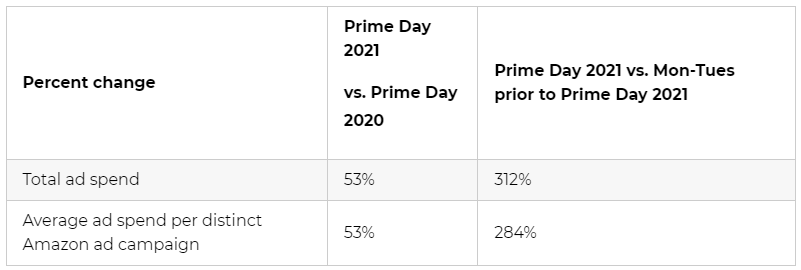 Percent change
Prime Day
2021
vs. Prime Day
2020
Prime Day 2021 vs. Mon-Tues
prior to Prime Day 2021
Total ad spend
53%
312%
Average ad spend per distinct
Amazon ad campaign
53%
284%